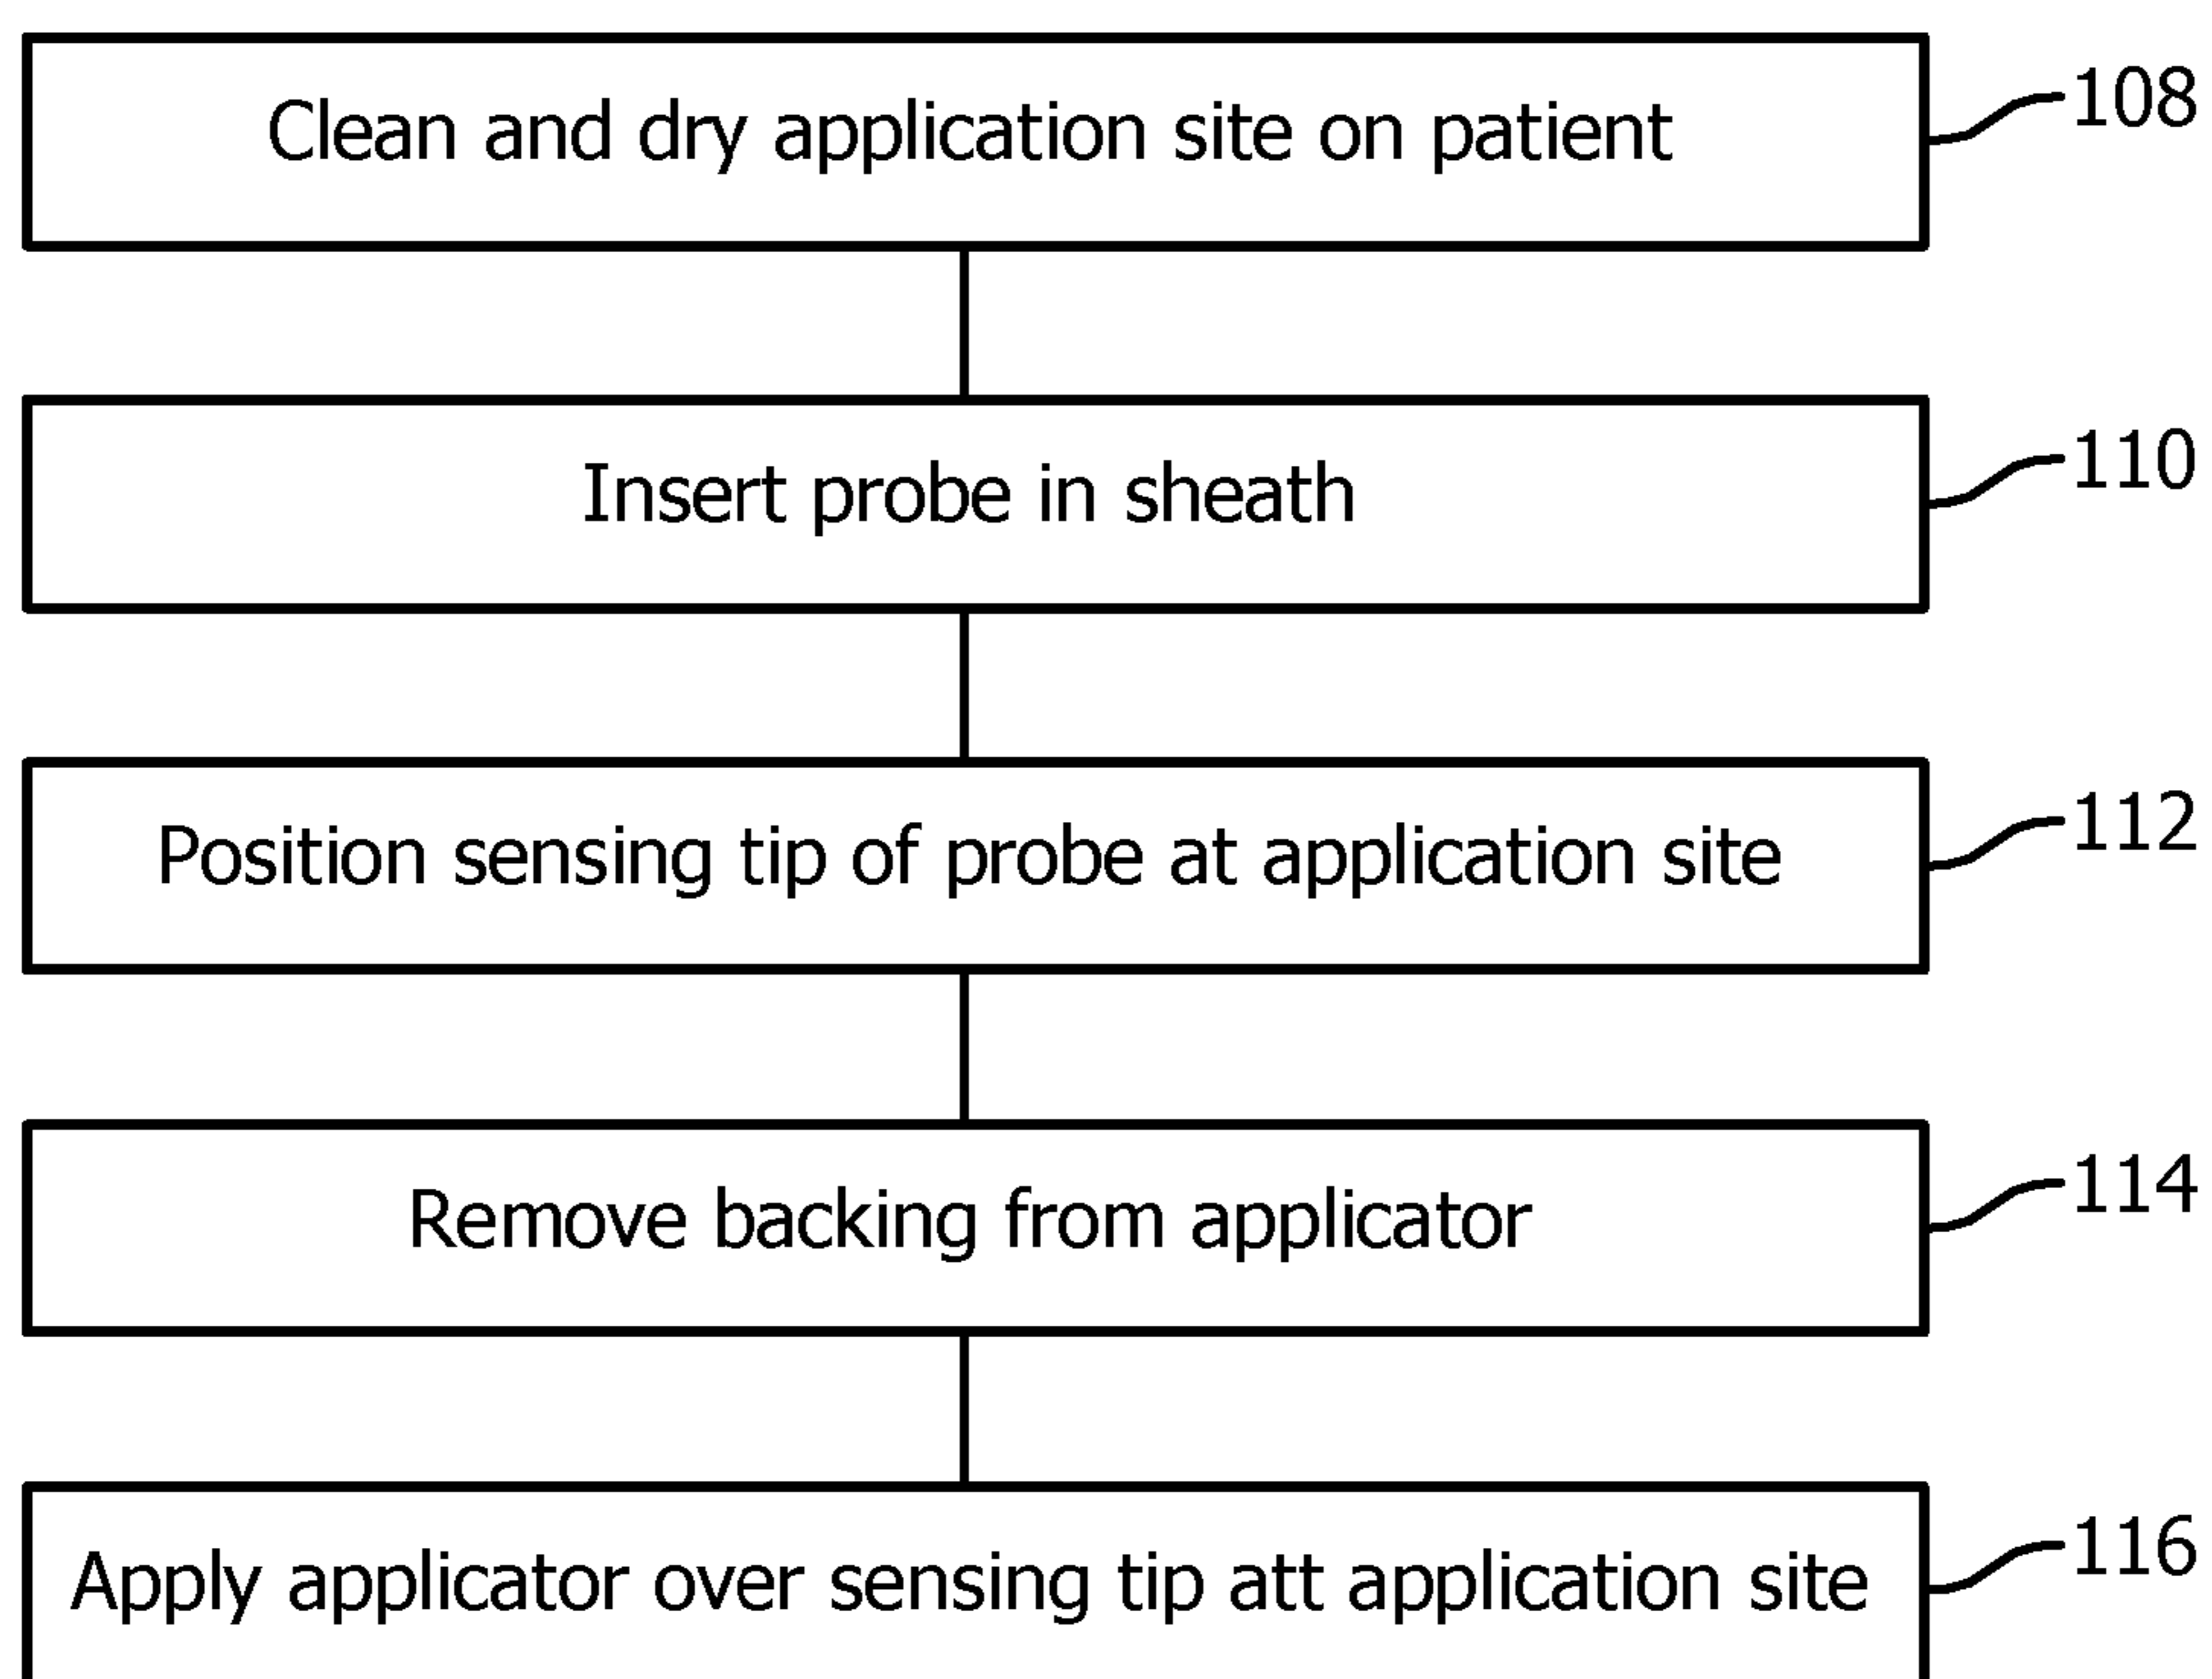 Clean and dry application site on patient
108
Insert probe in sheath
110
Position sensing tip of probe at application site
112
Remove backing from applicator
114
Apply applicator over sensing tip att application site
116